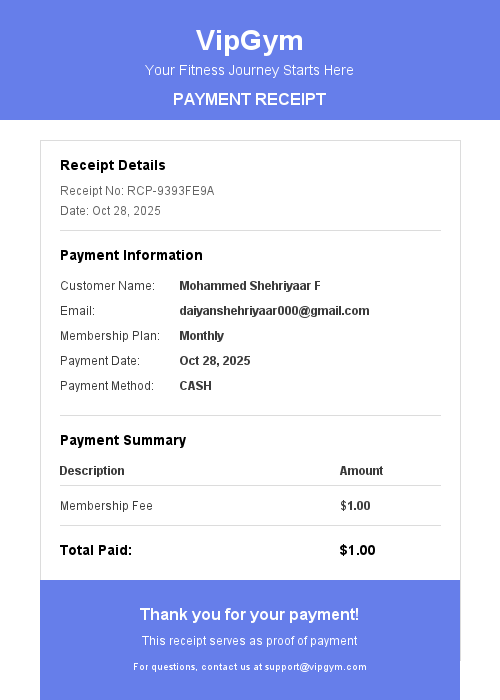 VipGym
Your Fitness Journey Starts Here
PAYMENT RECEIPT
Receipt Details
Receipt No: RCP-9393FE9A
Date: Oct 28, 2025
Payment Information
Customer Name: Mohammed Shehriyaar F
Email: daiyanshehriyaar000@gmail.com
Membership Plan: Monthly
Payment Date: Oct 28, 2025
Payment Method: CASH
Payment Summary
Description Amount
Membership Fee $1.00
Total Paid: $1.00
Thank you for your payment!
This receipt serves as proof of payment
For questions, contact us at support@vipgym.com